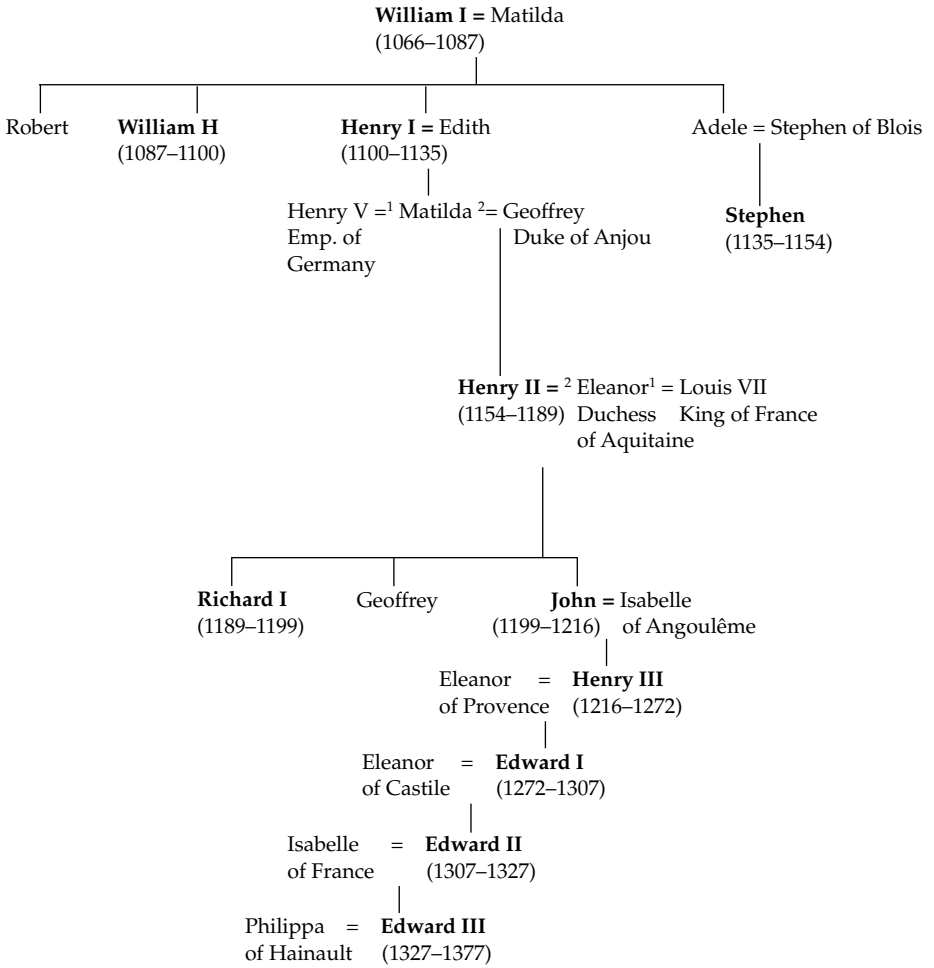 William I = Matilda
(1066–1087)
Robert
William H
(1087–1100)
Henry I = Edith
(1100–1135)
Adele = Stephen of Blois
Henry V =¹ Matilda ²= Geoffrey
Emp. of Duke of Anjou
Germany
Stephen
(1135–1154)
Henry II = ² Eleanor¹ = Louis VII
(1154–1189) Duchess King of France
of Aquitaine
Richard I
(1189–1199)
Geoffrey
John = Isabelle
(1199–1216) of Angoulême
Eleanor = Henry III
of Provence (1216–1272)
Eleanor = Edward I
of Castile (1272–1307)
Isabelle = Edward II
of France (1307–1327)
Philippa = Edward III
of Hainault (1327–1377)